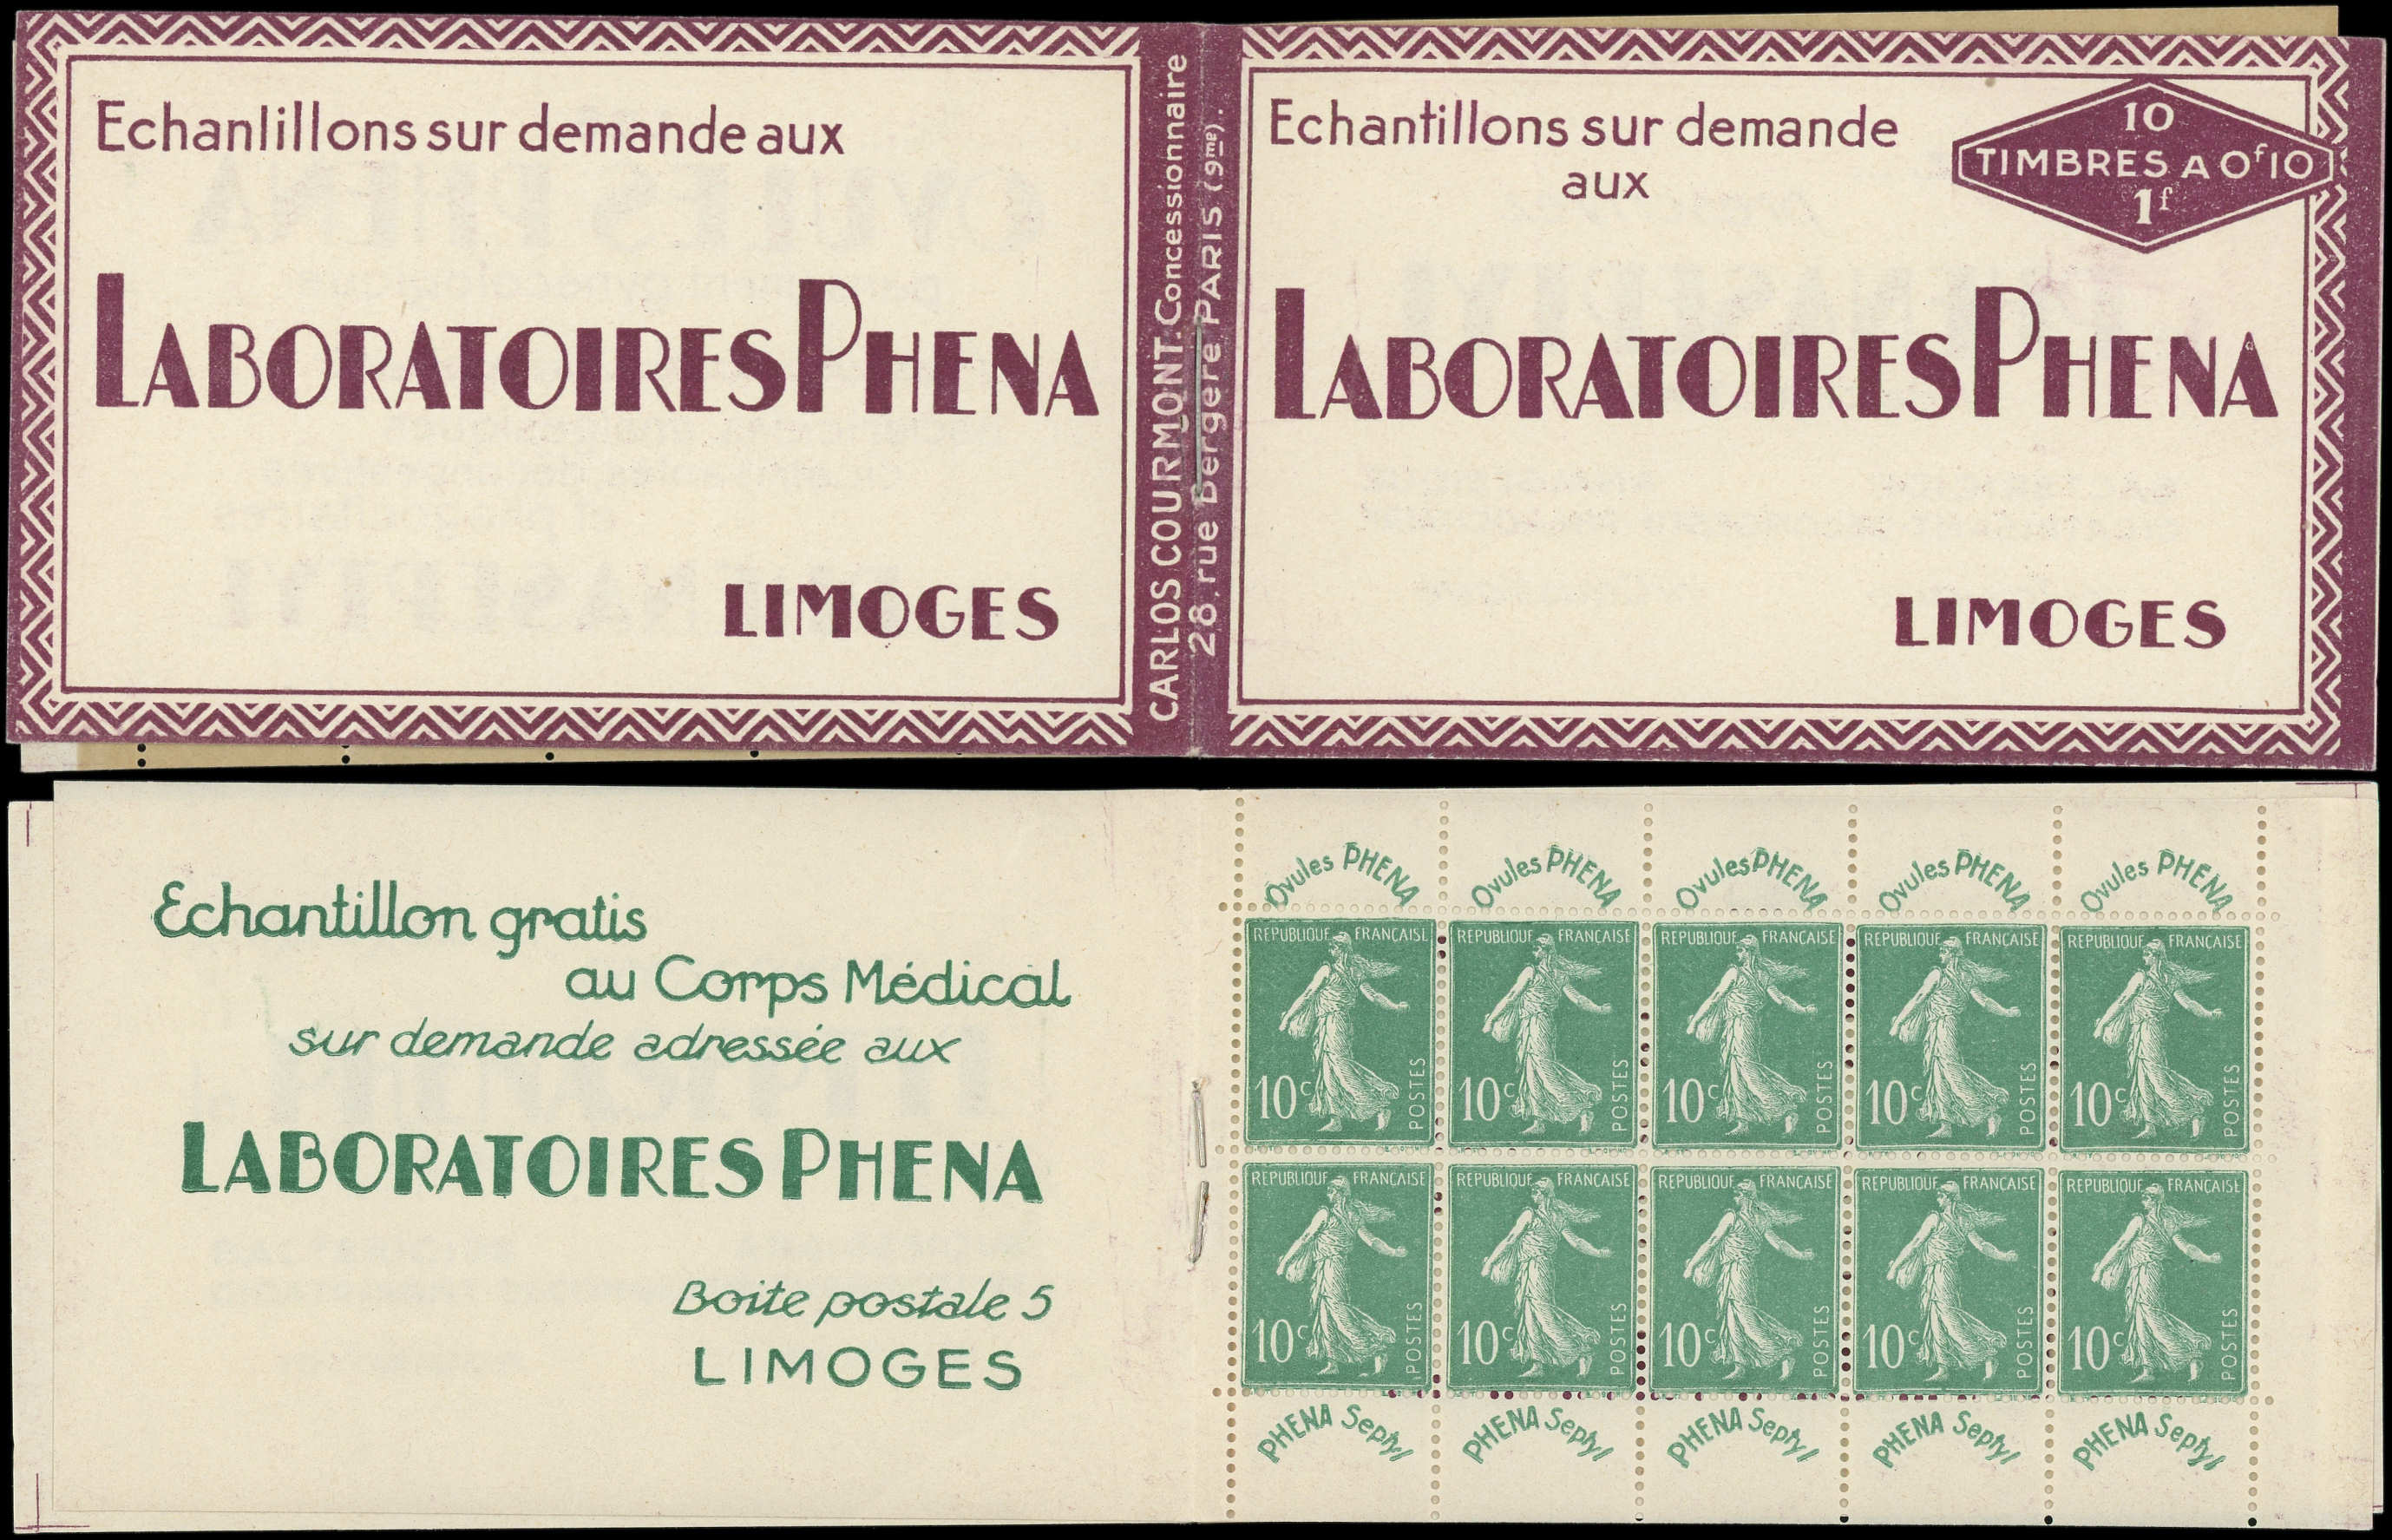 Echanlillons sur demande aux
LABORATOIRES PHENA
LIMOGES
CARLOS COURMONT. Concessionnaire
28, rue Bergère PARIS (9me).
Echantillons sur demande
aux
10
TIMBRES A 0f10
1f
LABORATOIRES PHENA
LIMOGES
Echantillon gratis
au Corps Médical
sur demande adressée aux
LABORATOIRES PHENA
Boite postale 5
LIMOGES
Ovules PHENA Ovules PHENA Ovules PHENA Ovules PHENA Ovules PHENA
REPUBLIQUE FRANÇAISE REPUBLIQUE FRANÇAISE REPUBLIQUE FRANÇAISE REPUBLIQUE FRANÇAISE REPUBLIQUE FRANÇAISE
10c POSTES 10c POSTES 10c POSTES 10c POSTES 10c POSTES
REPUBLIQUE FRANÇAISE REPUBLIQUE FRANÇAISE REPUBLIQUE FRANÇAISE REPUBLIQUE FRANÇAISE REPUBLIQUE FRANÇAISE
10c POSTES 10c POSTES 10c POSTES 10c POSTES 10c POSTES
PHENA Septyl PHENA Septyl PHENA Septyl PHENA Septyl PHENA Septyl